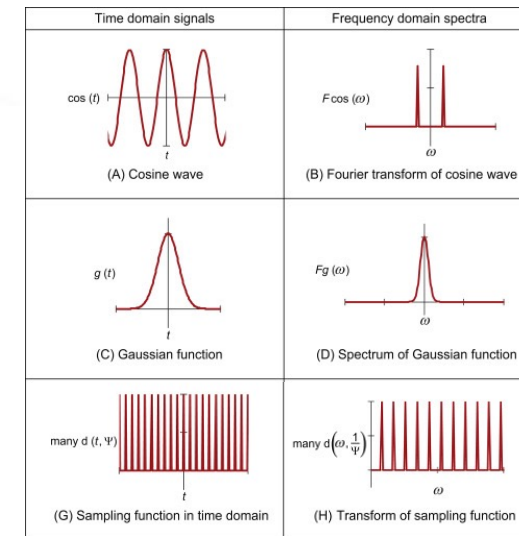 Time domain signals
Frequency domain spectra
cos (t)
t
(A) Cosine wave
F cos (ω)
ω
(B) Fourier transform of cosine wave
g (t)
t
(C) Gaussian function
Fg (ω)
ω
(D) Spectrum of Gaussian function
many d (t, Ψ)
t
(G) Sampling function in time domain
many d(ω, 1/Ψ)
ω
(H) Transform of sampling function